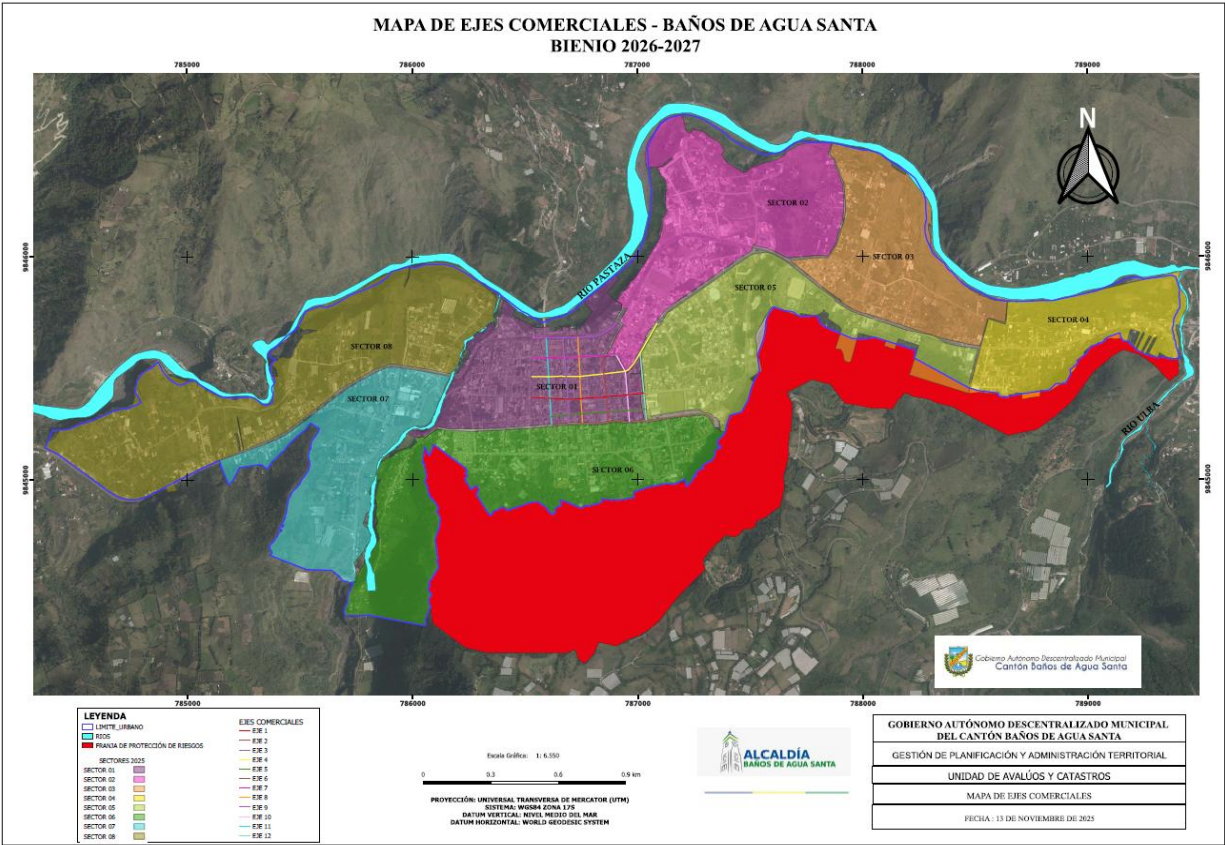 MAPA DE EJES COMERCIALES - BAÑOS DE AGUA SANTA
BIENIO 2026-2027
785000
786000
787000
788000
789000
9846000
9846000
9845000
9845000
N
SECTOR 02
SECTOR 03
RIO PASTAZA
SECTOR 05
SECTOR 04
SECTOR 08
SECTOR 01
SECTOR 07
RIO ULBA
SECTOR 06
Gobierno Autónomo Descentralizado Municipal
Cantón Baños de Agua Santa
785000
786000
787000
788000
789000
LEYENDA
LIMITE_URBANO
RIOS
FRANJA DE PROTECCIÓN DE RIESGOS
SECTORES 2025
SECTOR 01
SECTOR 02
SECTOR 03
SECTOR 04
SECTOR 05
SECTOR 06
SECTOR 07
SECTOR 08
EJES COMERCIALES
EJE 1
EJE 2
EJE 3
EJE 4
EJE 5
EJE 6
EJE 7
EJE 8
EJE 9
EJE 10
EJE 11
EJE 12
Escala Gráfica: 1: 6.550
0 0.3 0.6 0.9 km
PROYECCIÓN: UNIVERSAL TRANSVERSA DE MERCATOR (UTM)
SISTEMA: WGS84 ZONA 17S
DATUM VERTICAL: NIVEL MEDIO DEL MAR
DATUM HORIZONTAL: WORLD GEODESIC SYSTEM
ALCALDÍA
BAÑOS DE AGUA SANTA
GOBIERNO AUTÓNOMO DESCENTRALIZADO MUNICIPAL
DEL CANTÓN BAÑOS DE AGUA SANTA
GESTIÓN DE PLANIFICACIÓN Y ADMINISTRACIÓN TERRITORIAL
UNIDAD DE AVALÚOS Y CATASTROS
MAPA DE EJES COMERCIALES
FECHA : 13 DE NOVIEMBRE DE 2025